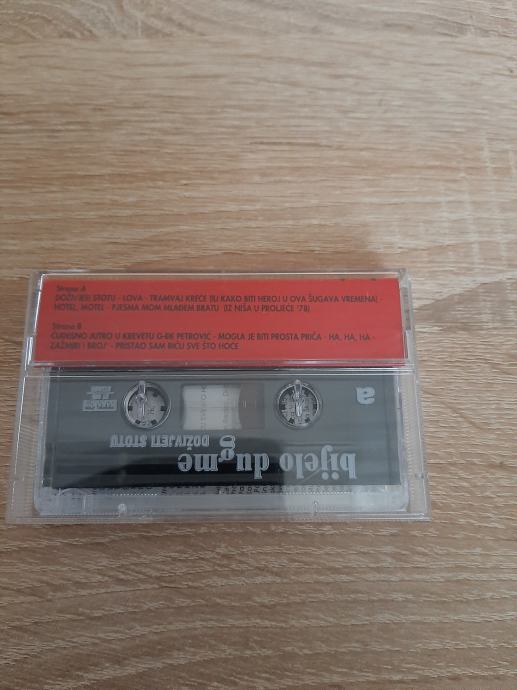 Strana A
DOŽIVJETI STOTU - LOVA - TRAMVAJ KREĆE (ILI KAKO BITI HEROJ U OVA ŠUGAVA VREMENA) -
HOTEL, MOTEL - PJESMA MOM MLAĐEM BRATU (IZ NIŠA U PROLJEĆE '78)
Strana B
ČUDESNO JUTRO U KREVETU G-ĐE PETROVIĆ - MOGLA JE BITI PROSTA PRIČA - HA, HA, HA -
ZAŽMIRI I BROJ' - PRISTAO SAM BIĆU SVE ŠTO HOĆE
a
bijelo dugme
DOŽIVJETI STOTU